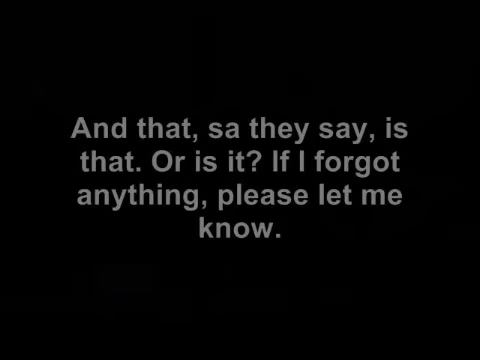 And that, sa they say, is
that. Or is it? If I forgot
anything, please let me
know.